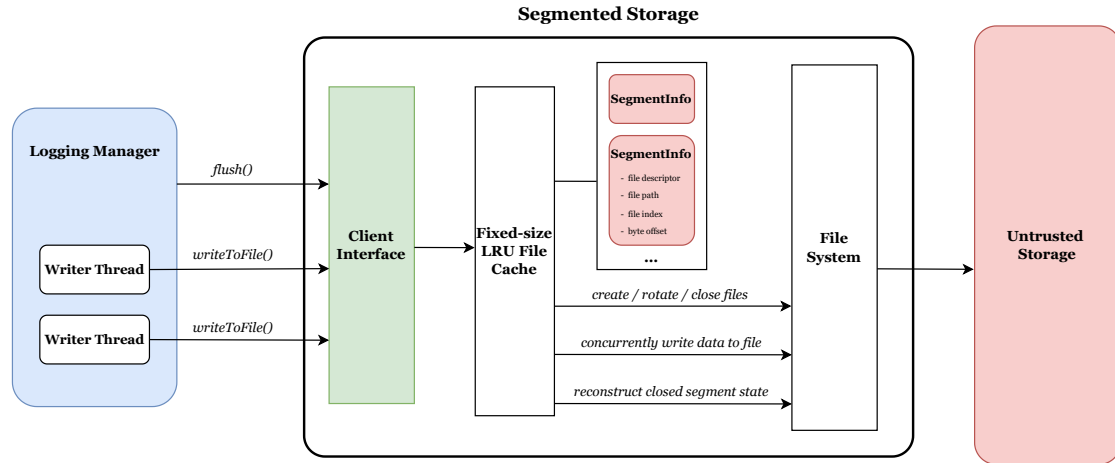 Segmented Storage
Logging Manager
flush()
Writer Thread
writeToFile()
Writer Thread
writeToFile()
Client
Interface
Fixed-size
LRU File
Cache
SegmentInfo
SegmentInfo
- file descriptor
- file path
- file index
- byte offset
...
create / rotate / close files
concurrently write data to file
reconstruct closed segment state
File
System
Untrusted
Storage